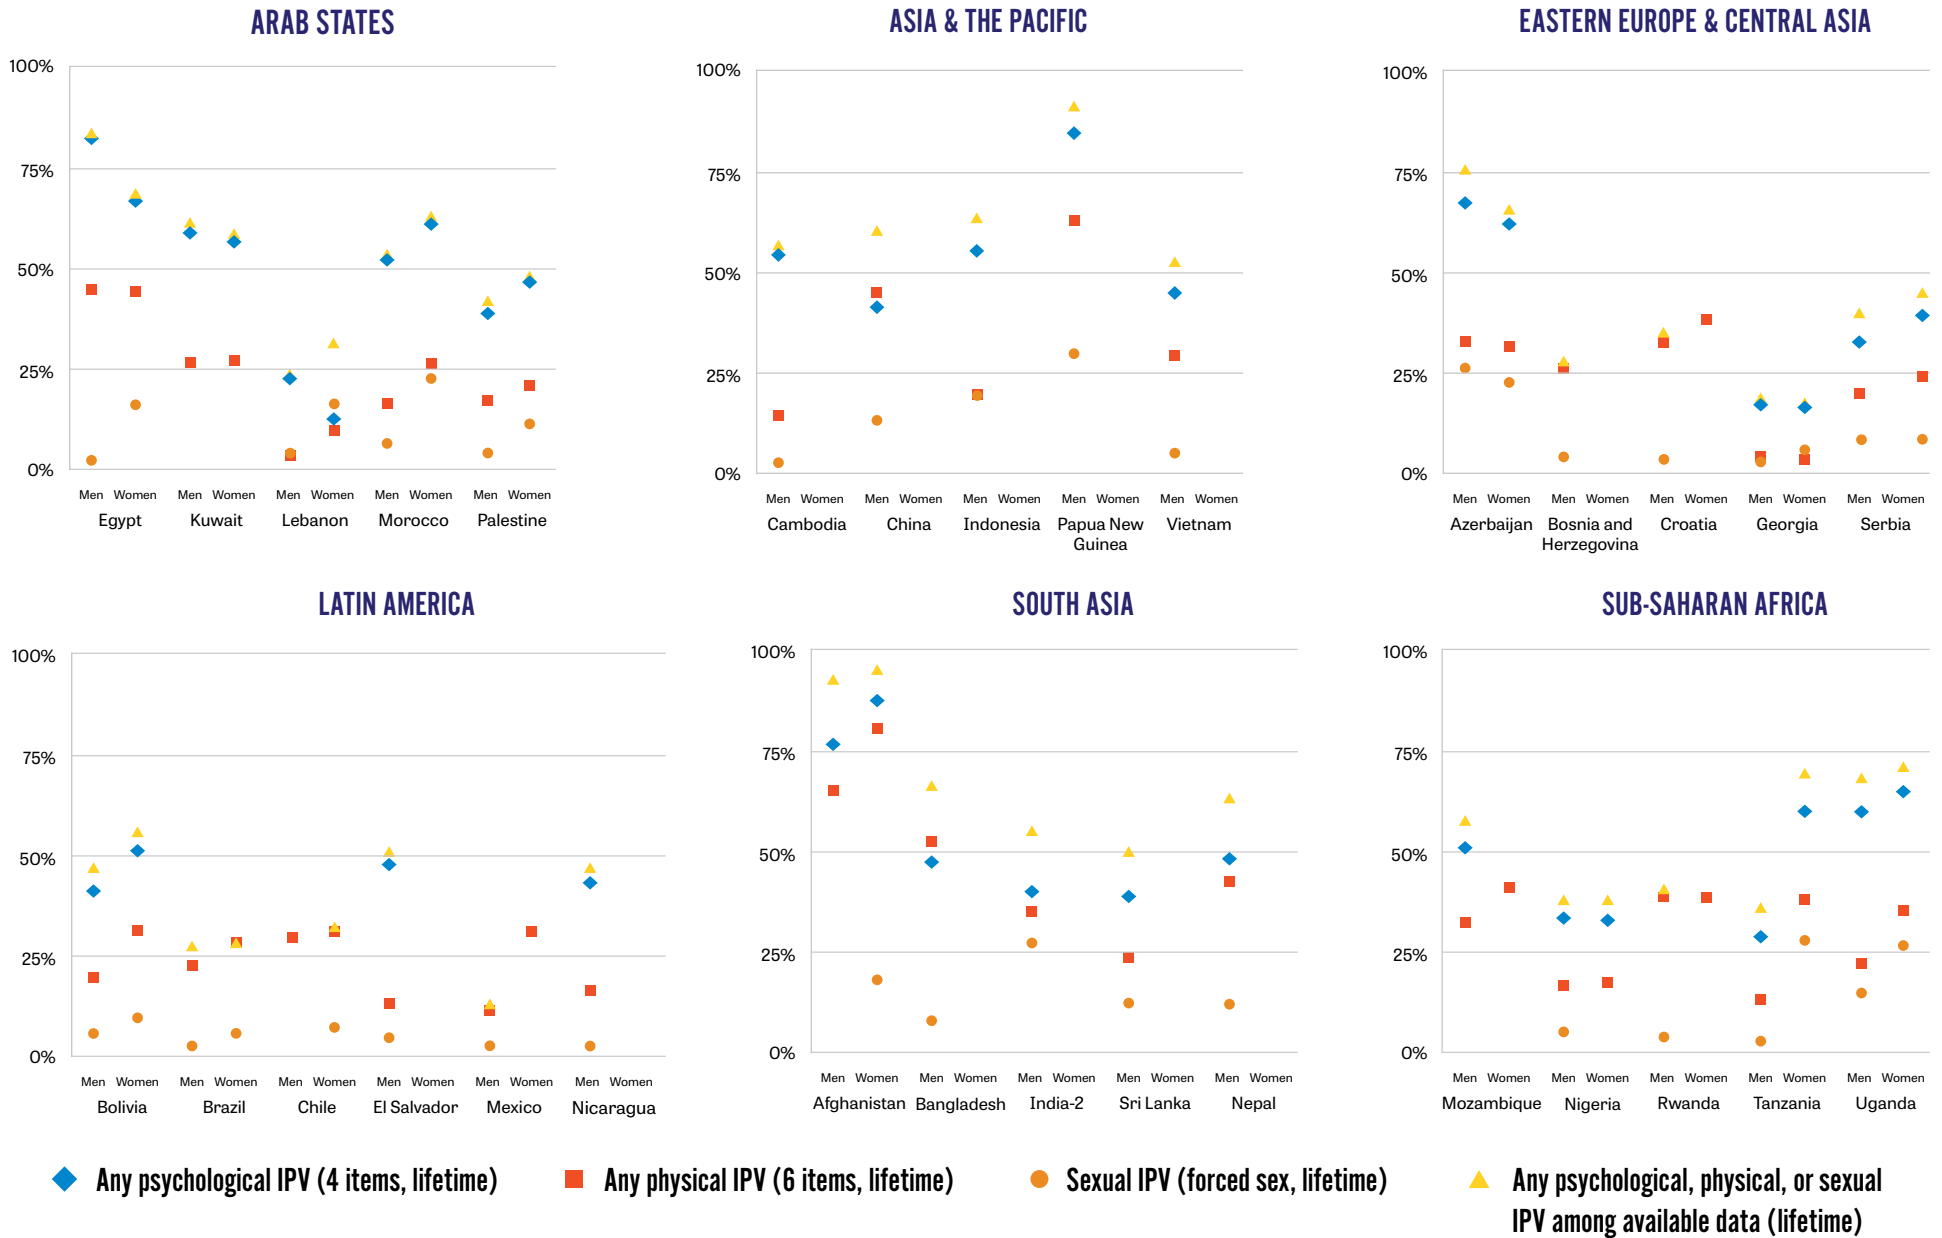 ARAB STATES
100%
75%
50%
25%
0%
Men Women Men Women Men Women Men Women Men Women
Egypt Kuwait Lebanon Morocco Palestine
ASIA & THE PACIFIC
100%
75%
50%
25%
0%
Men Women Men Women Men Women Men Women Men Women
Cambodia China Indonesia Papua New Vietnam
Guinea
EASTERN EUROPE & CENTRAL ASIA
100%
75%
50%
25%
0%
Men Women Men Women Men Women Men Women Men Women
Azerbaijan Bosnia and Croatia Georgia Serbia
Herzegovina
LATIN AMERICA
100%
75%
50%
25%
0%
Men Women Men Women Men Women Men Women Men Women Men Women
Bolivia Brazil Chile El Salvador Mexico Nicaragua
SOUTH ASIA
100%
75%
50%
25%
0%
Men Women Men Women Men Women Men Women Men Women
Afghanistan Bangladesh India-2 Sri Lanka Nepal
SUB-SAHARAN AFRICA
100%
75%
50%
25%
0%
Men Women Men Women Men Women Men Women Men Women
Mozambique Nigeria Rwanda Tanzania Uganda
Any psychological IPV (4 items, lifetime)
Any physical IPV (6 items, lifetime)
Sexual IPV (forced sex, lifetime)
Any psychological, physical, or sexual
IPV among available data (lifetime)